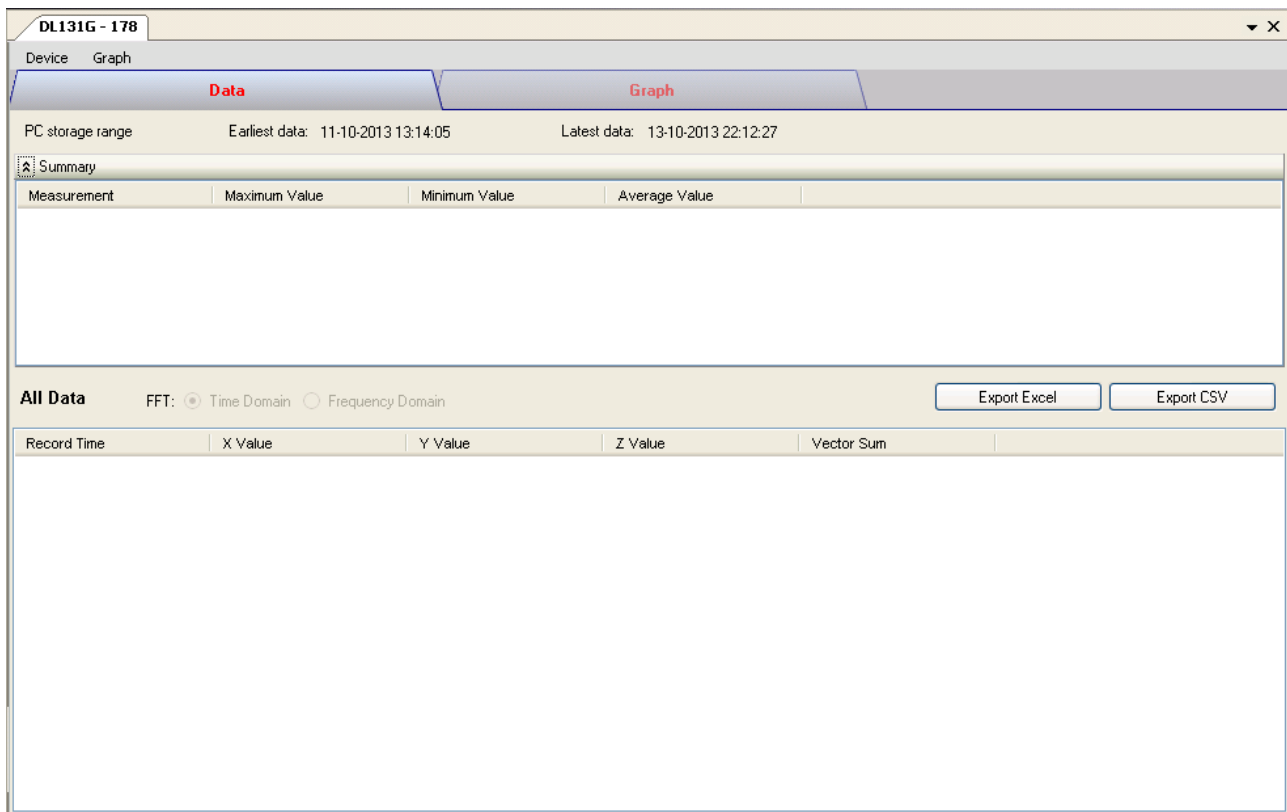 DL131G - 178
Device Graph
Data Graph
PC storage range Earliest data: 11-10-2013 13:14:05 Latest data: 13-10-2013 22:12:27
Summary
Measurement Maximum Value Minimum Value Average Value
All Data FFT: Time Domain Frequency Domain Export Excel Export CSV
Record Time X Value Y Value Z Value Vector Sum